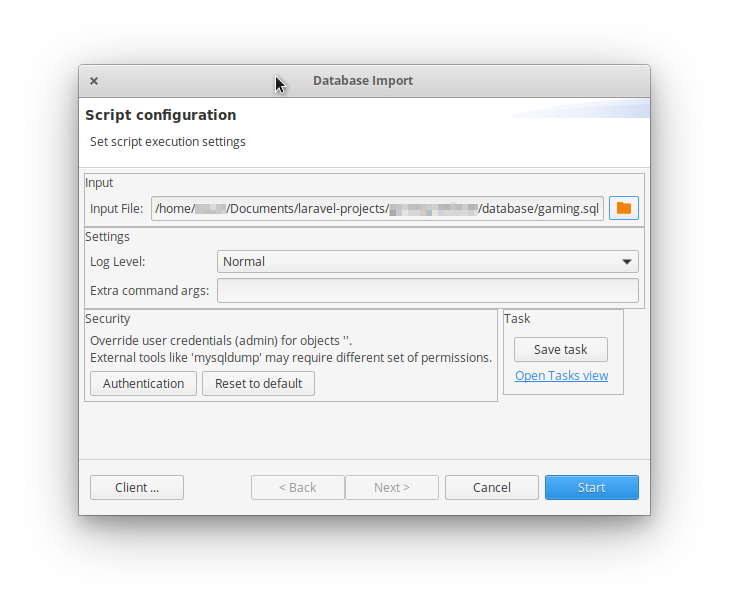 Database Import
Script configuration
Set script execution settings
Input
Input File: /home/ /Documents/laravel-projects/ /database/gaming.sql
Settings
Log Level: Normal
Extra command args:
Security
Override user credentials (admin) for objects ''.
External tools like 'mysqldump' may require different set of permissions.
Authentication Reset to default
Task
Save task
Open Tasks view
Client ... < Back Next > Cancel Start